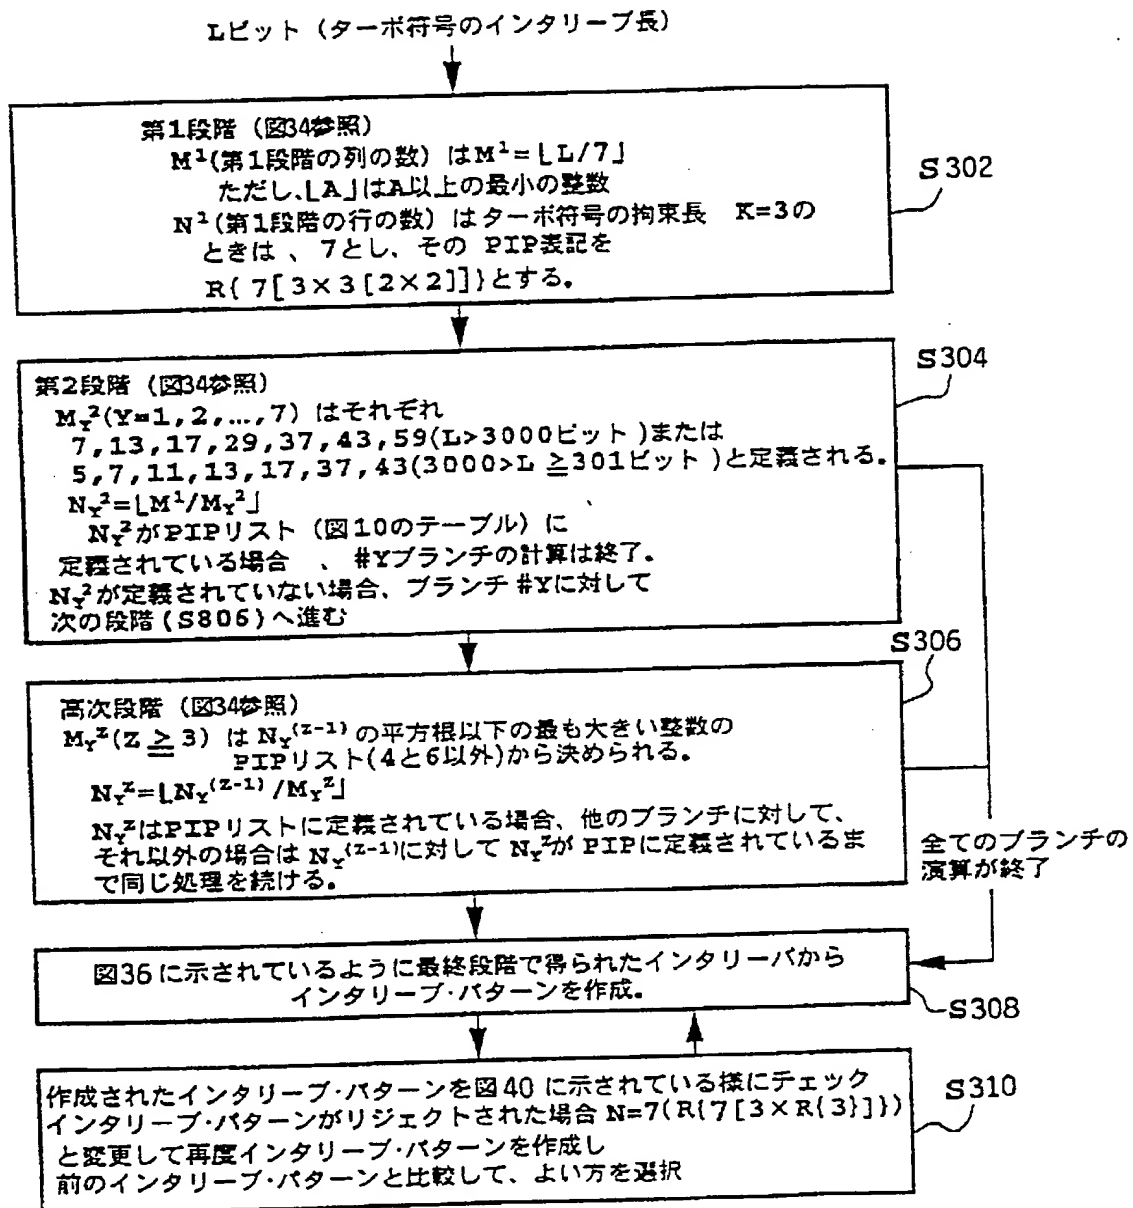 Lビット（ターボ符号のインタリーブ長）
第1段階（図34参照）
M¹(第1段階の列の数）はM¹=⌊L/7⌋
ただし、⌊A⌋はA以上の最小の整数
N¹(第1段階の行の数）はターボ符号の拘束長 K=3の
ときは 、7とし、その PIP表記を
R{ 7[3×3[2×2]]}とする。
S302
第2段階（図34参照）
M_Y²(Y=1,2,…,7）はそれぞれ
7,13,17,29,37,43,59(L>3000ビット)または
5,7,11,13,17,37,43(3000>L≧301ビット)と定義される。
N_Y²=⌊M¹/M_Y²⌋
N_Y²がPIPリスト（図10のテーブル）に
定義されている場合 、#Yブランチの計算は終了。
N_Y²が定義されていない場合、ブランチ#Yに対して
次の段階(S806)へ進む
S304
高次段階（図34参照）
M_Y^Z(Z≧3）はN_Y^(Z-1)の平方根以下の最も大きい整数の
PIPリスト(4と6以外)から決められる。
N_Y^Z=⌊N_Y^(Z-1)/M_Y^Z⌋
N_Y^ZはPIPリストに定義されている場合、他のブランチに対して、
それ以外の場合はN_Y^(Z-1)に対してN_Y^ZがPIPに定義されているま
で同じ処理を続ける。
S306
全てのブランチの
演算が終了
図36に示されているように最終段階で得られたインタリーバから
インタリーブ・パターンを作成。
S308
作成されたインタリーブ・パターンを図40に示されている様にチェック
インタリーブ・パターンがリジェクトされた場合N=7(R{7[3×R{3}]})
と変更して再度インタリーブ・パターンを作成し
前のインタリーブ・パターンと比較して、よい方を選択
S310